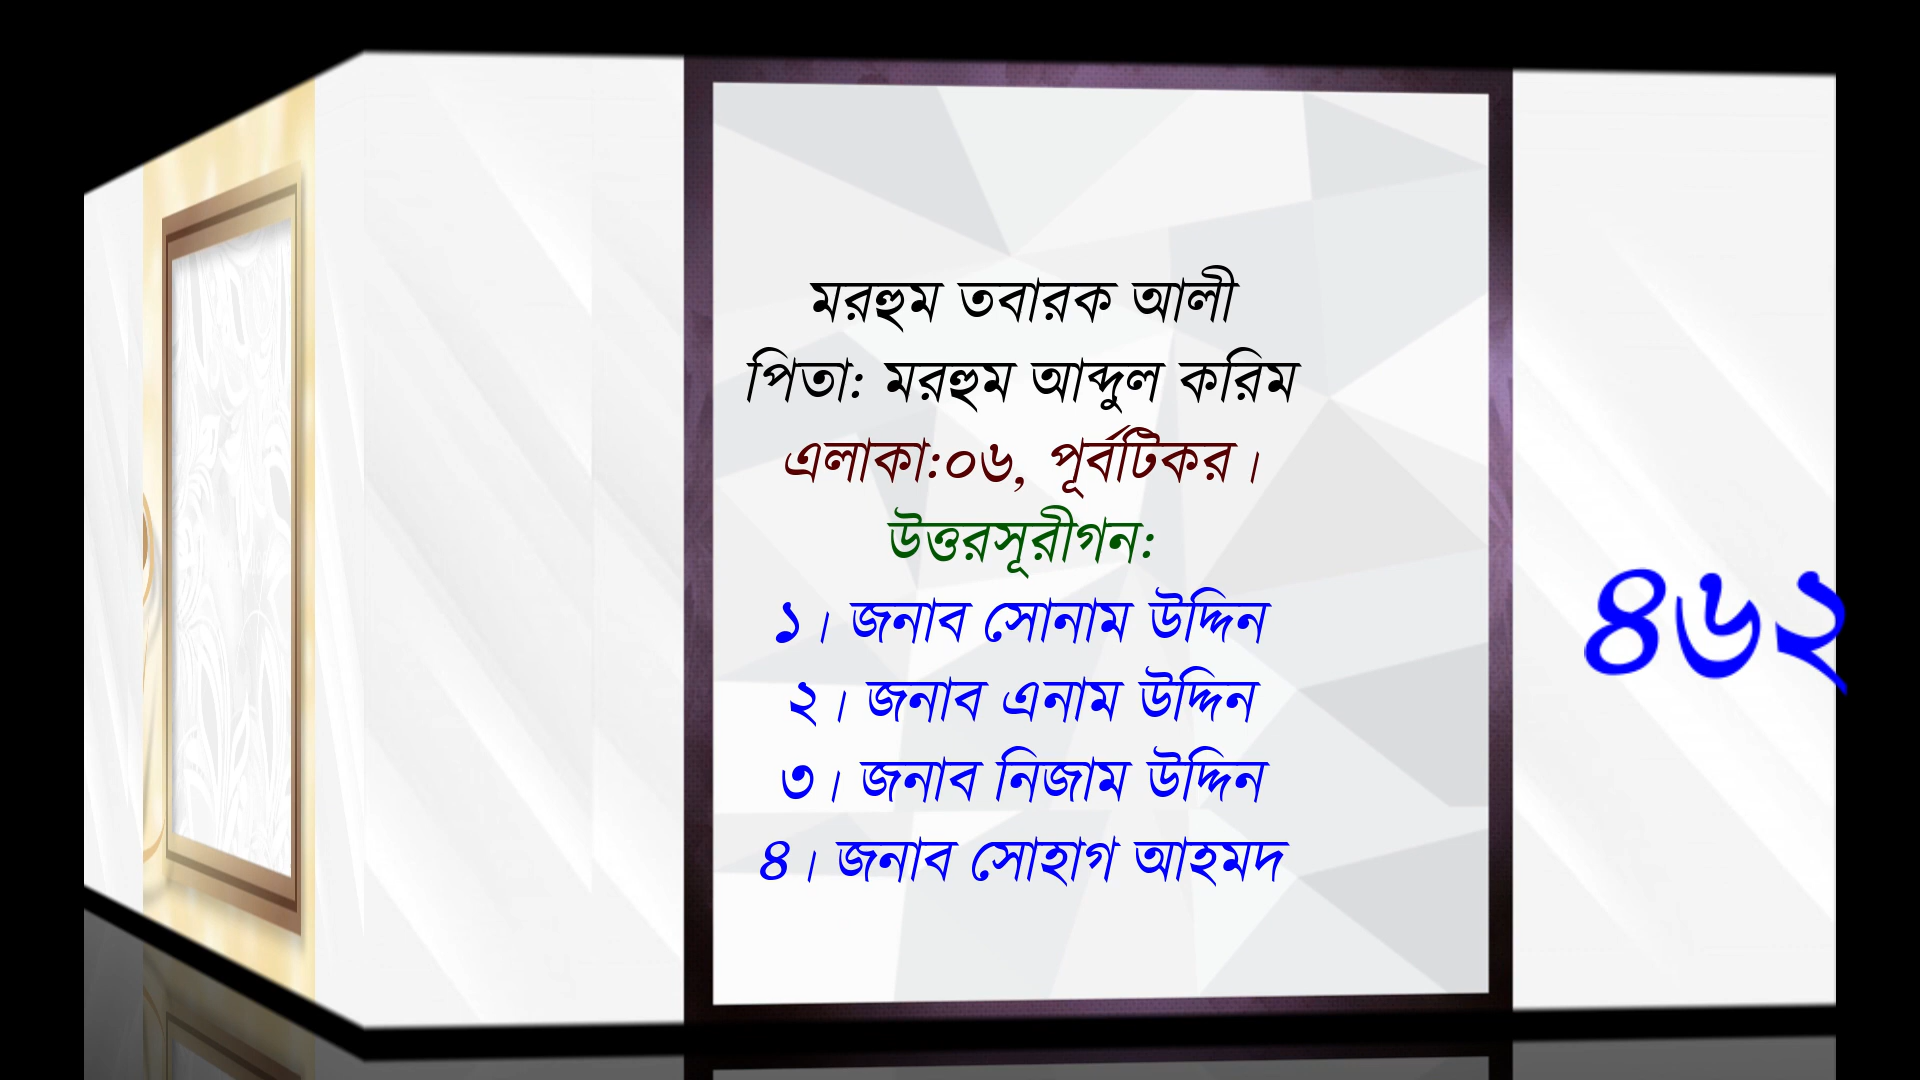 মরহুম তবারক আলী
পিতা: মরহুম আব্দুল করিম
এলাকা:০৬, পূর্বটিকর।
উত্তরসূরীগন:
১। জনাব সোনাম উদ্দিন
২। জনাব এনাম উদ্দিন
৩। জনাব নিজাম উদ্দিন
৪। জনাব সোহাগ আহমদ
৪৬২